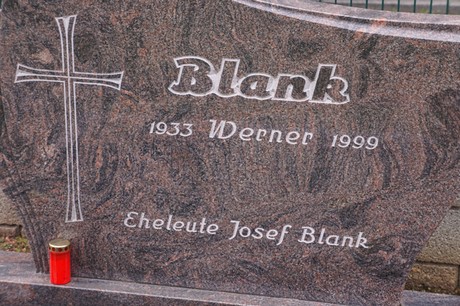 Blank
1933 Werner 1999
Eheleute Josef Blank